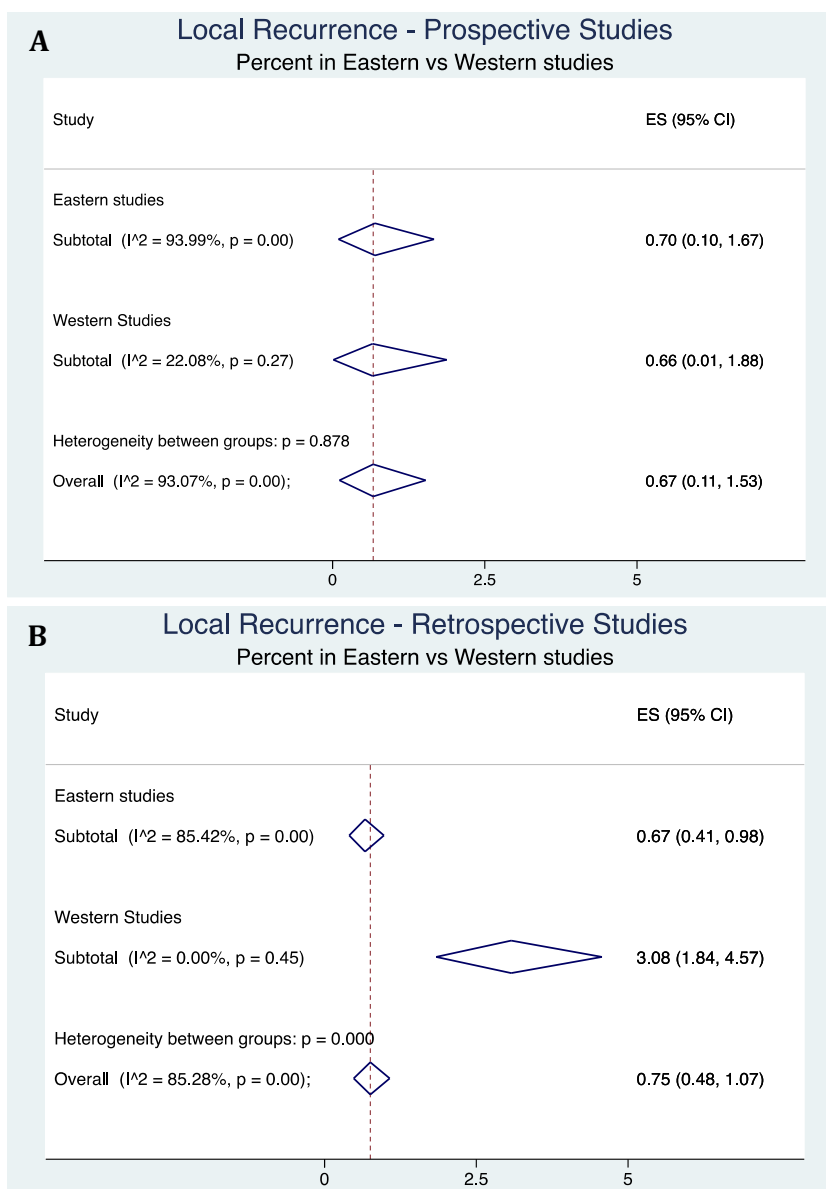 A
Local Recurrence - Prospective Studies
Percent in Eastern vs Western studies
Study ES (95% CI)
Eastern studies
Subtotal (I^2 = 93.99%, p = 0.00) 0.70 (0.10, 1.67)
Western Studies
Subtotal (I^2 = 22.08%, p = 0.27) 0.66 (0.01, 1.88)
Heterogeneity between groups: p = 0.878
Overall (I^2 = 93.07%, p = 0.00); 0.67 (0.11, 1.53)
0 2.5 5
B
Local Recurrence - Retrospective Studies
Percent in Eastern vs Western studies
Study ES (95% CI)
Eastern studies
Subtotal (I^2 = 85.42%, p = 0.00) 0.67 (0.41, 0.98)
Western Studies
Subtotal (I^2 = 0.00%, p = 0.45) 3.08 (1.84, 4.57)
Heterogeneity between groups: p = 0.000
Overall (I^2 = 85.28%, p = 0.00); 0.75 (0.48, 1.07)
0 2.5 5